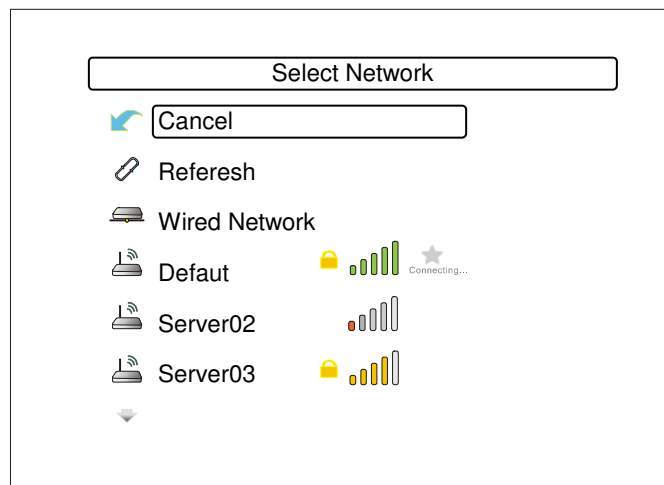 Select Network
Cancel
Referesh
Wired Network
Defaut
Connecting...
Server02
Server03